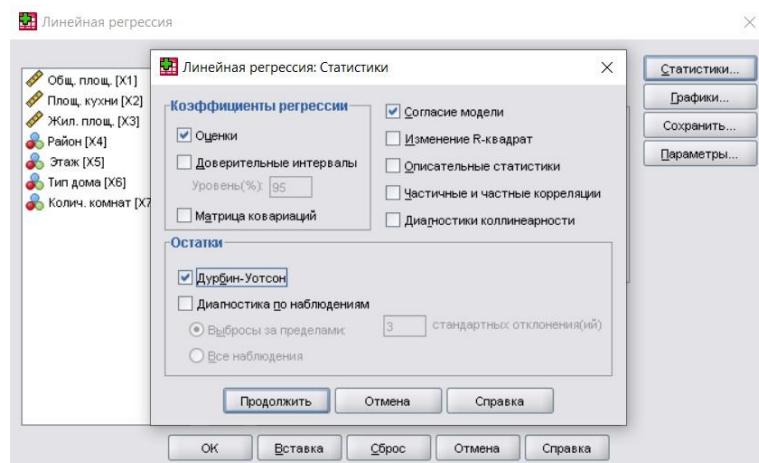 Линейная регрессия
Общ. площ. [X1]
Площ. кухни [X2]
Жил. площ. [X3]
Район [X4]
Этаж [X5]
Тип дома [X6]
Колич. комнат [X7
Линейная регрессия: Статистики
Коэффициенты регрессии
Оценки
Доверительные интервалы
Уровень(%): 95
Матрица ковариаций
Согласие модели
Изменение R-квадрат
Описательные статистики
Частичные и частные корреляции
Диагностики коллинеарности
Остатки
Дурбин-Уотсон
Диагностика по наблюдениям
Выбросы за пределами: 3 стандартных отклонения(ий)
Все наблюдения
Продолжить Отмена Справка
Статистики...
Графики...
Сохранить...
Параметры...
OK Вставка Сброс Отмена Справка